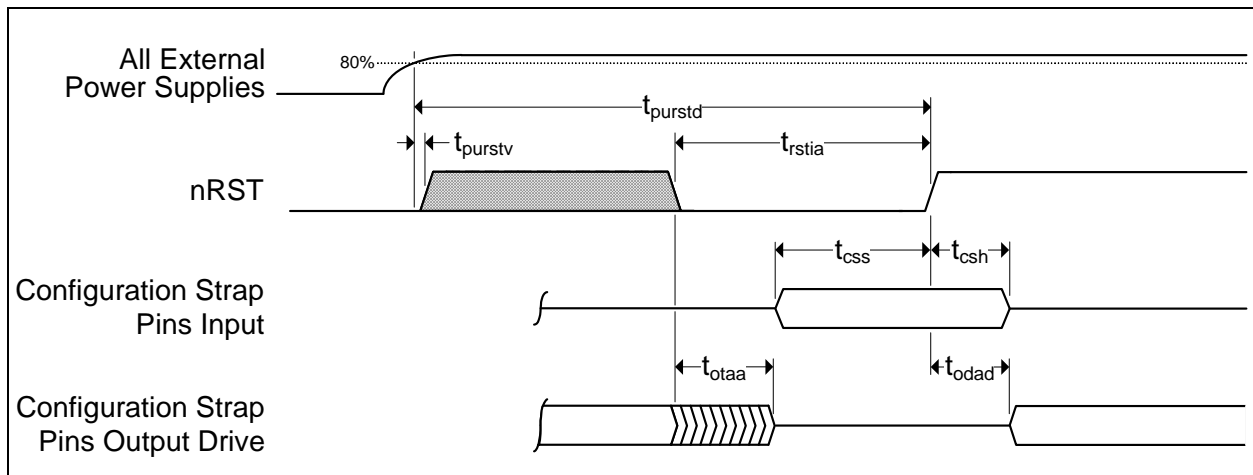 All External
Power Supplies
80%
tpurstd
tpurstv
trstia
nRST
tcss
tcsh
Configuration Strap
Pins Input
totaa
todad
Configuration Strap
Pins Output Drive